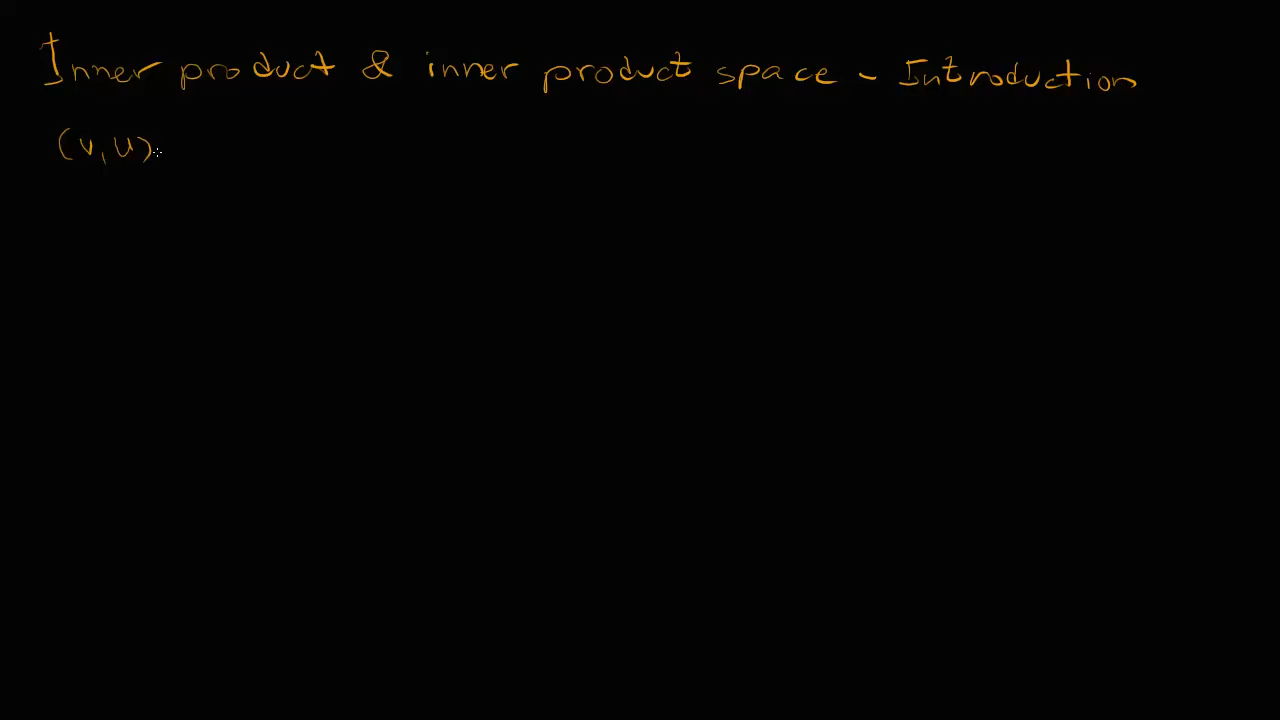 Inner product & inner product space - Introduction
(v, u)